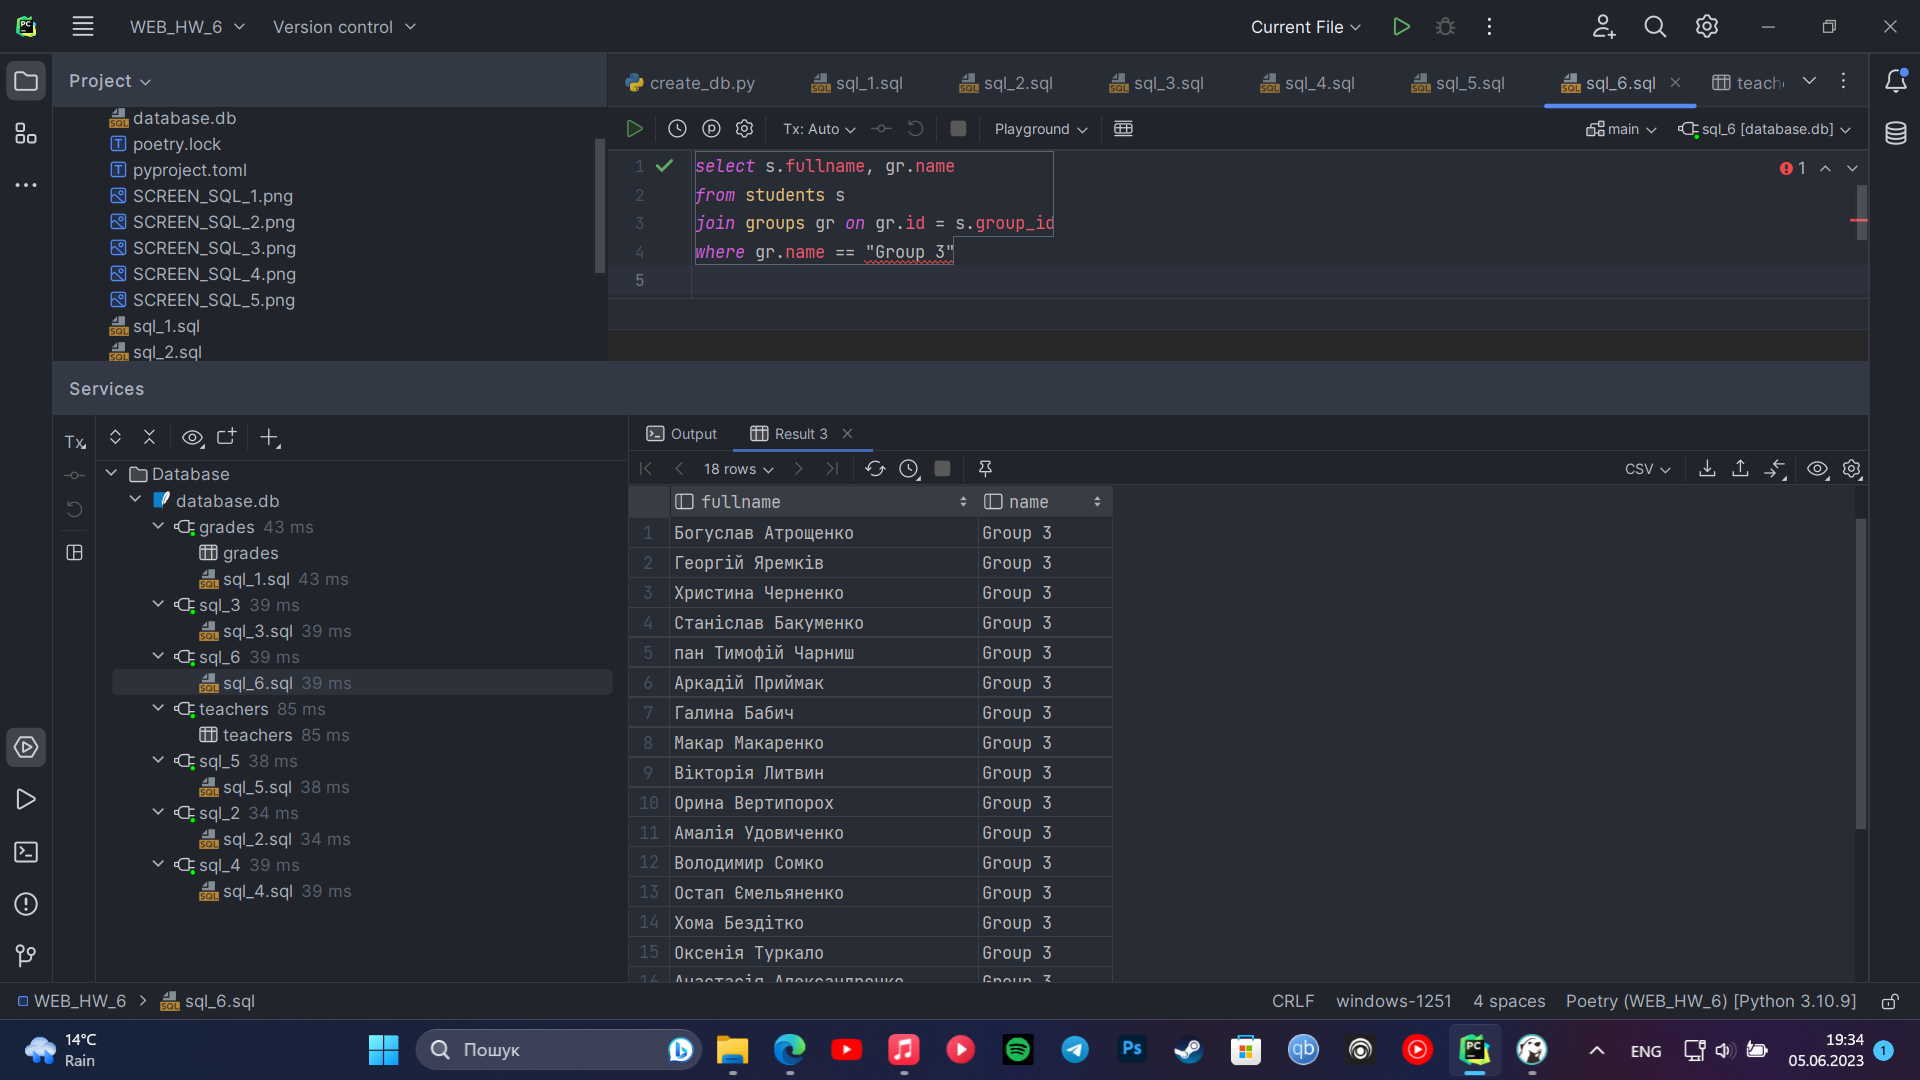 WEB_HW_6
Version control
Current File
Project
database.db
poetry.lock
pyproject.toml
SCREEN_SQL_1.png
SCREEN_SQL_2.png
SCREEN_SQL_3.png
SCREEN_SQL_4.png
SCREEN_SQL_5.png
sql_1.sql
sql_2.sql
create_db.py
sql_1.sql
sql_2.sql
sql_3.sql
sql_4.sql
sql_5.sql
sql_6.sql
teach
Tx: Auto
Playground
main
sql_6 [database.db]
1 select s.fullname, gr.name
2 from students s
3 join groups gr on gr.id = s.group_id
4 where gr.name == "Group 3"
5
1
Services
Tx
Database
database.db
grades 43 ms
grades
sql_1.sql 43 ms
sql_3 39 ms
sql_3.sql 39 ms
sql_6 39 ms
sql_6.sql 39 ms
teachers 85 ms
teachers 85 ms
sql_5 38 ms
sql_5.sql 38 ms
sql_2 34 ms
sql_2.sql 34 ms
sql_4 39 ms
sql_4.sql 39 ms
Output
Result 3
18 rows
CSV
fullname name
1 Богуслав Атрощенко Group 3
2 Георгій Яремків Group 3
3 Христина Черненко Group 3
4 Станіслав Бакуменко Group 3
5 пан Тимофій Чарниш Group 3
6 Аркадій Приймак Group 3
7 Галина Бабич Group 3
8 Макар Макаренко Group 3
9 Вікторія Литвин Group 3
10 Орина Вертипорох Group 3
11 Амалія Удовиченко Group 3
12 Володимир Сомко Group 3
13 Остап Ємельяненко Group 3
14 Хома Бездітко Group 3
15 Оксенія Туркало Group 3
16 Анастасія Александренко Group 3
WEB_HW_6 > sql_6.sql
CRLF
windows-1251
4 spaces
Poetry (WEB_HW_6) [Python 3.10.9]
14°C
Rain
Пошук
ENG
19:34
05.06.2023
1